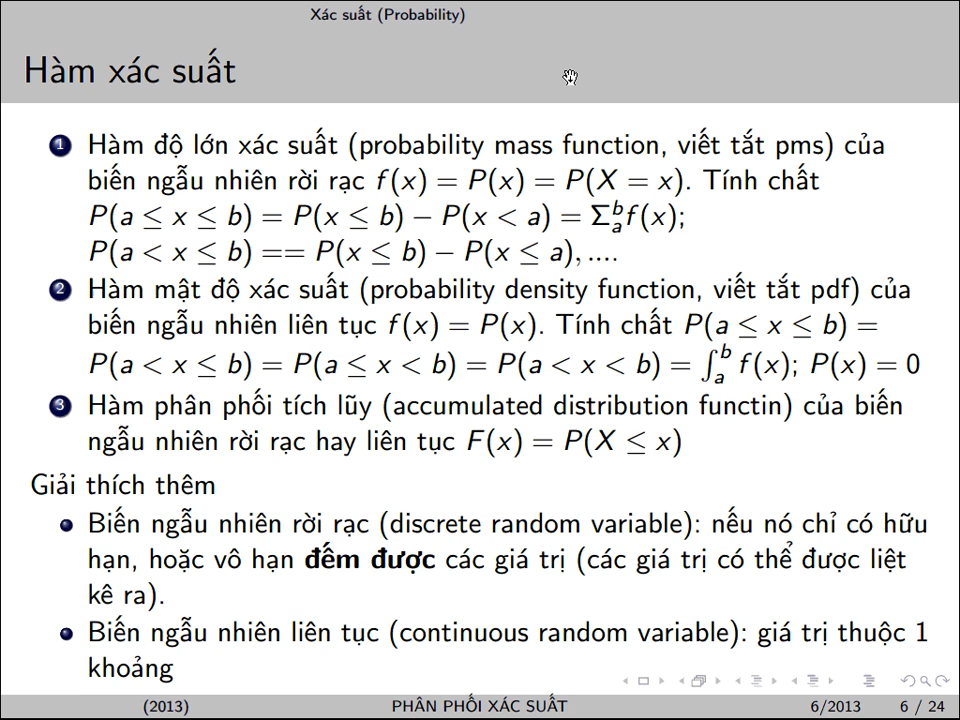 Xác suất (Probability)
Hàm xác suất
1 Hàm độ lớn xác suất (probability mass function, viết tắt pms) của
biến ngẫu nhiên rời rạc f(x) = P(x) = P(X = x). Tính chất
P(a ≤ x ≤ b) = P(x ≤ b) − P(x < a) = Σ_a^b f(x);
P(a < x ≤ b) == P(x ≤ b) − P(x ≤ a), ....
2 Hàm mật độ xác suất (probability density function, viết tắt pdf) của
biến ngẫu nhiên liên tục f(x) = P(x). Tính chất P(a ≤ x ≤ b) =
P(a < x ≤ b) = P(a ≤ x < b) = P(a < x < b) = ∫_a^b f(x); P(x) = 0
3 Hàm phân phối tích lũy (accumulated distribution functin) của biến
ngẫu nhiên rời rạc hay liên tục F(x) = P(X ≤ x)
Giải thích thêm
Biến ngẫu nhiên rời rạc (discrete random variable): nếu nó chỉ có hữu
hạn, hoặc vô hạn đếm được các giá trị (các giá trị có thể được liệt
kê ra).
Biến ngẫu nhiên liên tục (continuous random variable): giá trị thuộc 1
khoảng
(2013) PHÂN PHỐI XÁC SUẤT 6/2013 6 / 24